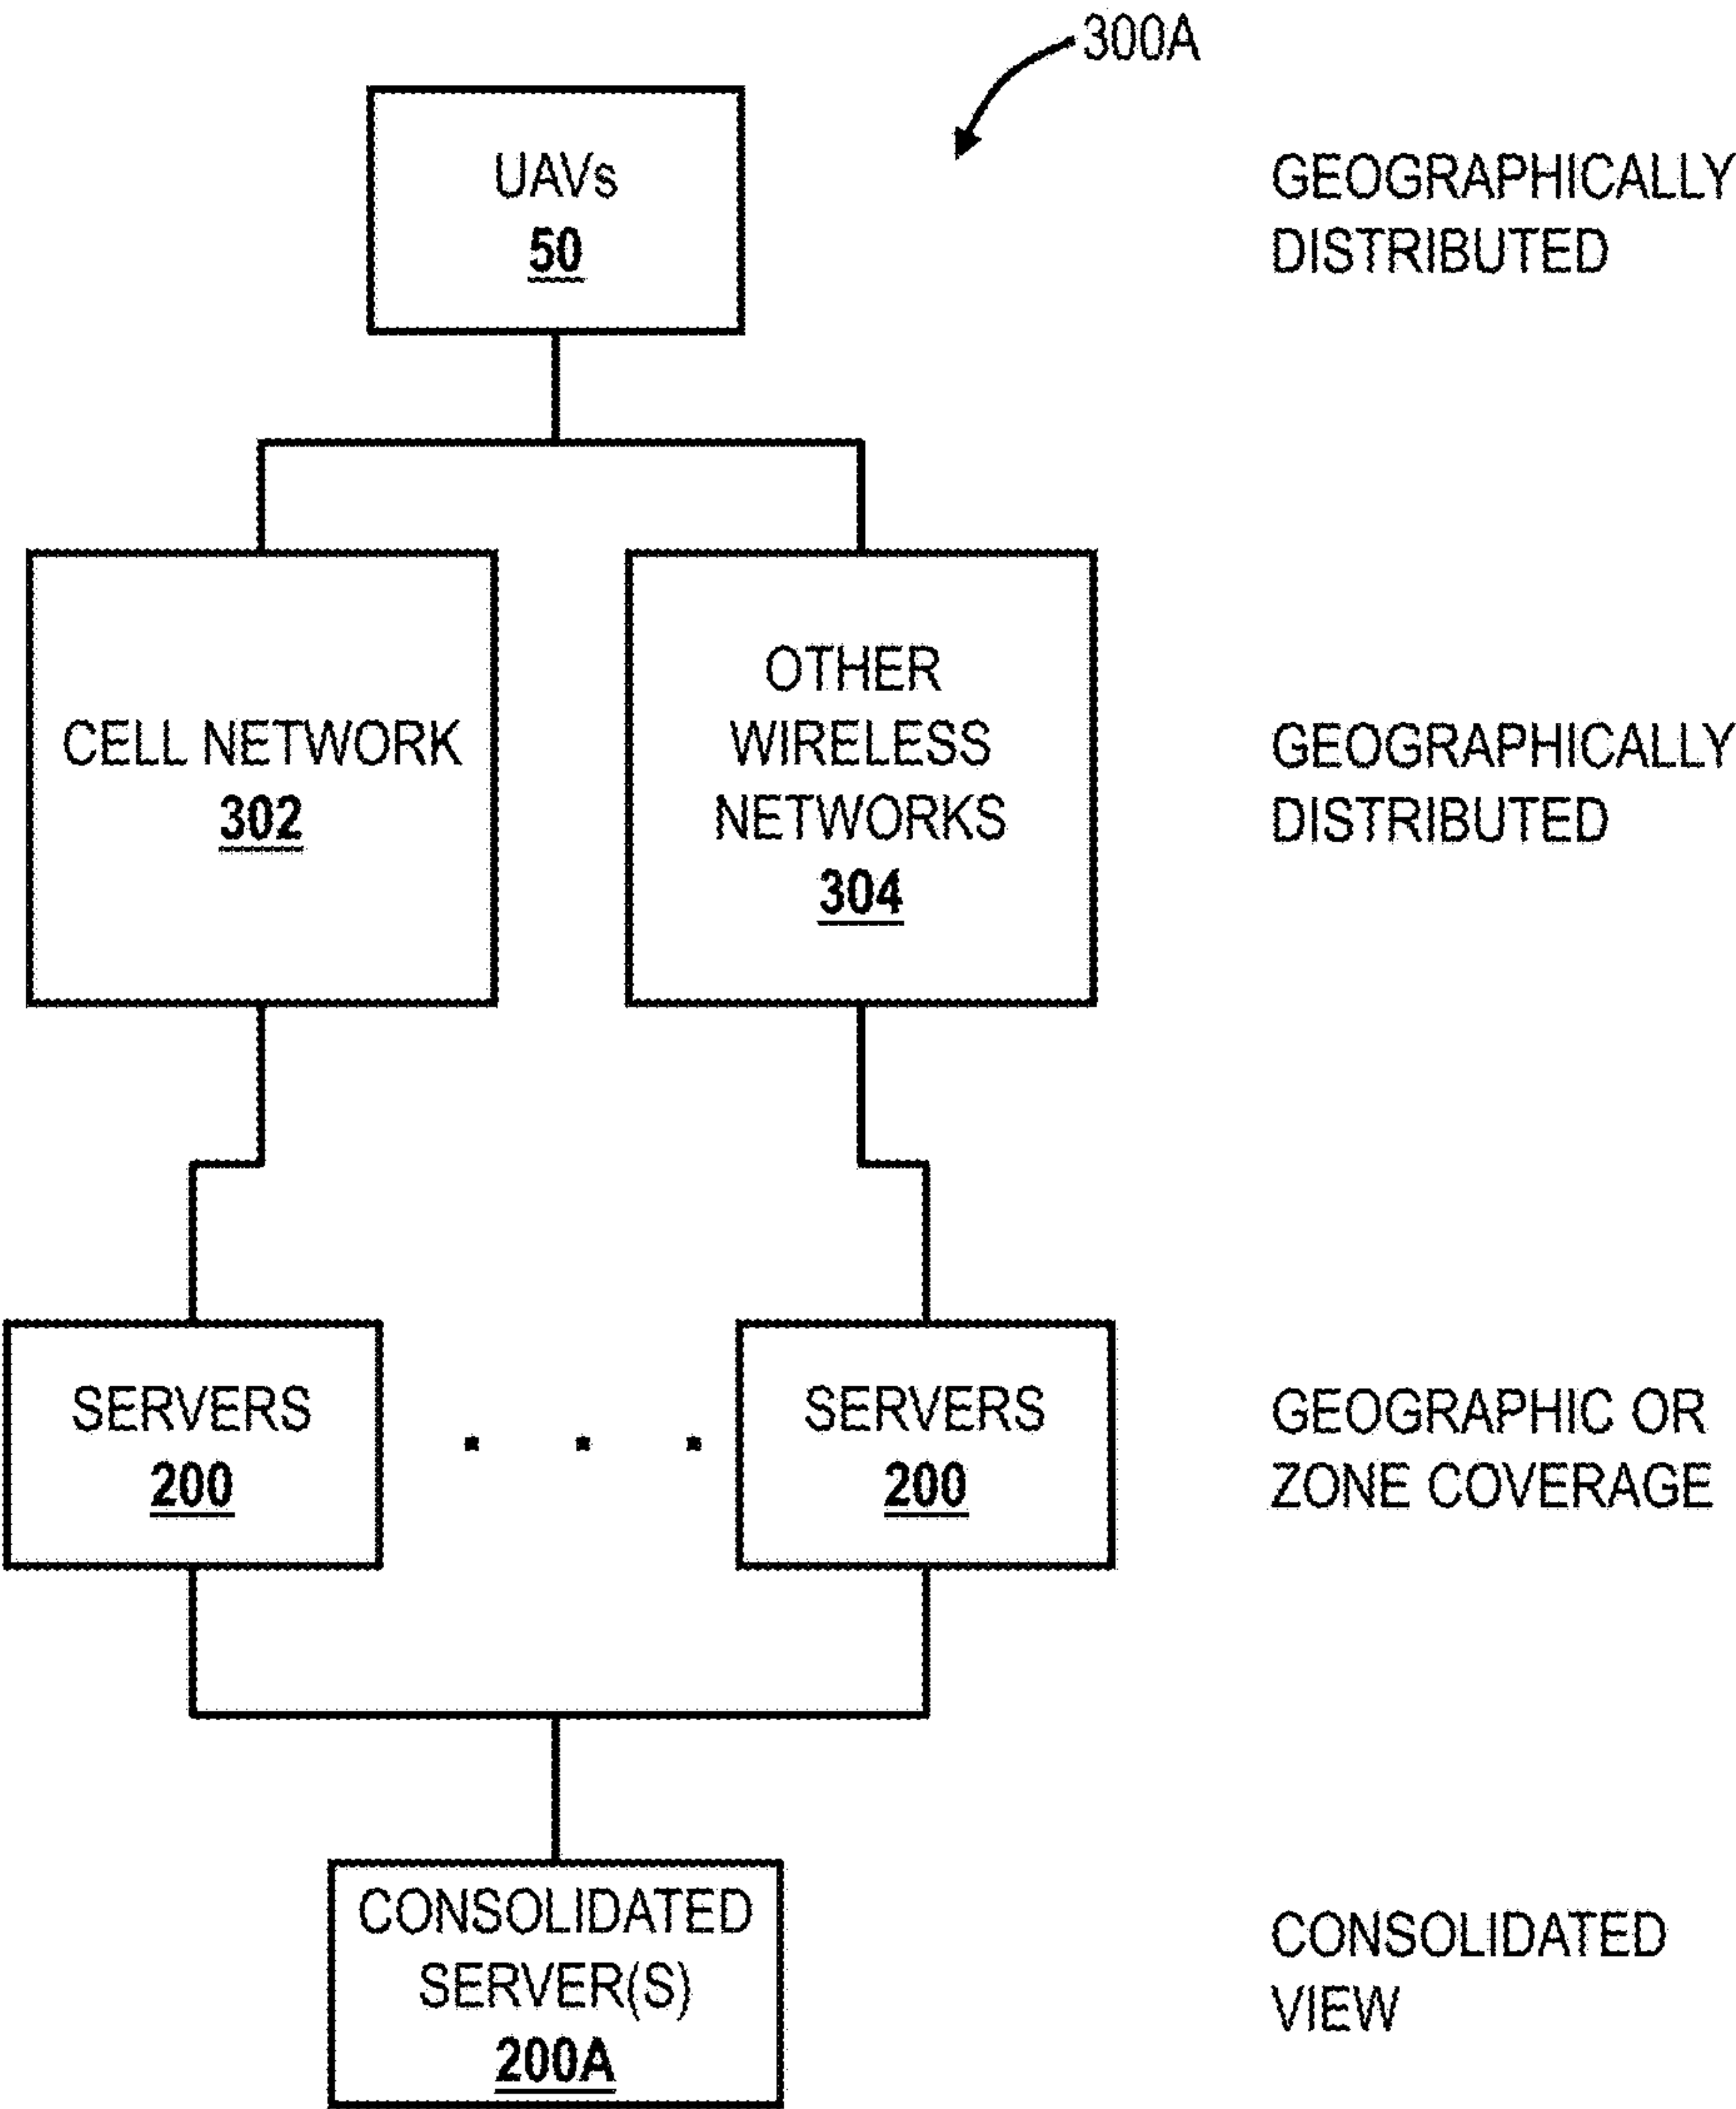 300A
UAVs
50
GEOGRAPHICALLY
DISTRIBUTED
CELL NETWORK
302
OTHER
WIRELESS
NETWORKS
304
GEOGRAPHICALLY
DISTRIBUTED
SERVERS
200
SERVERS
200
GEOGRAPHIC OR
ZONE COVERAGE
CONSOLIDATED
SERVER(S)
200A
CONSOLIDATED
VIEW